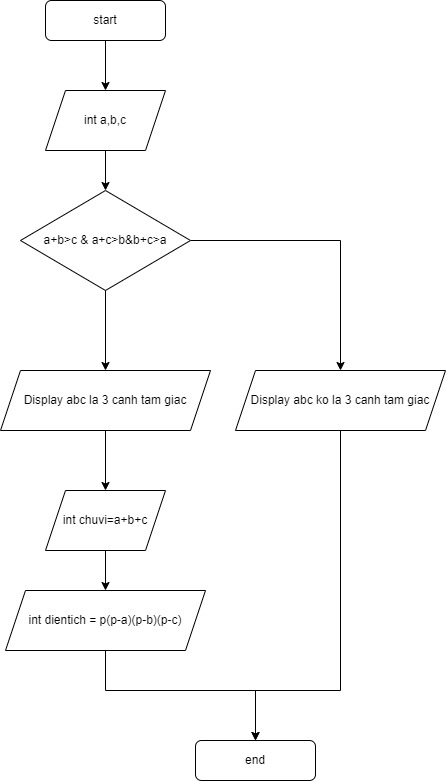 start
int a,b,c
a+b>c & a+c>b&b+c>a
Display abc la 3 canh tam giac
Display abc ko la 3 canh tam giac
int chuvi=a+b+c
int dientich = p(p-a)(p-b)(p-c)
end